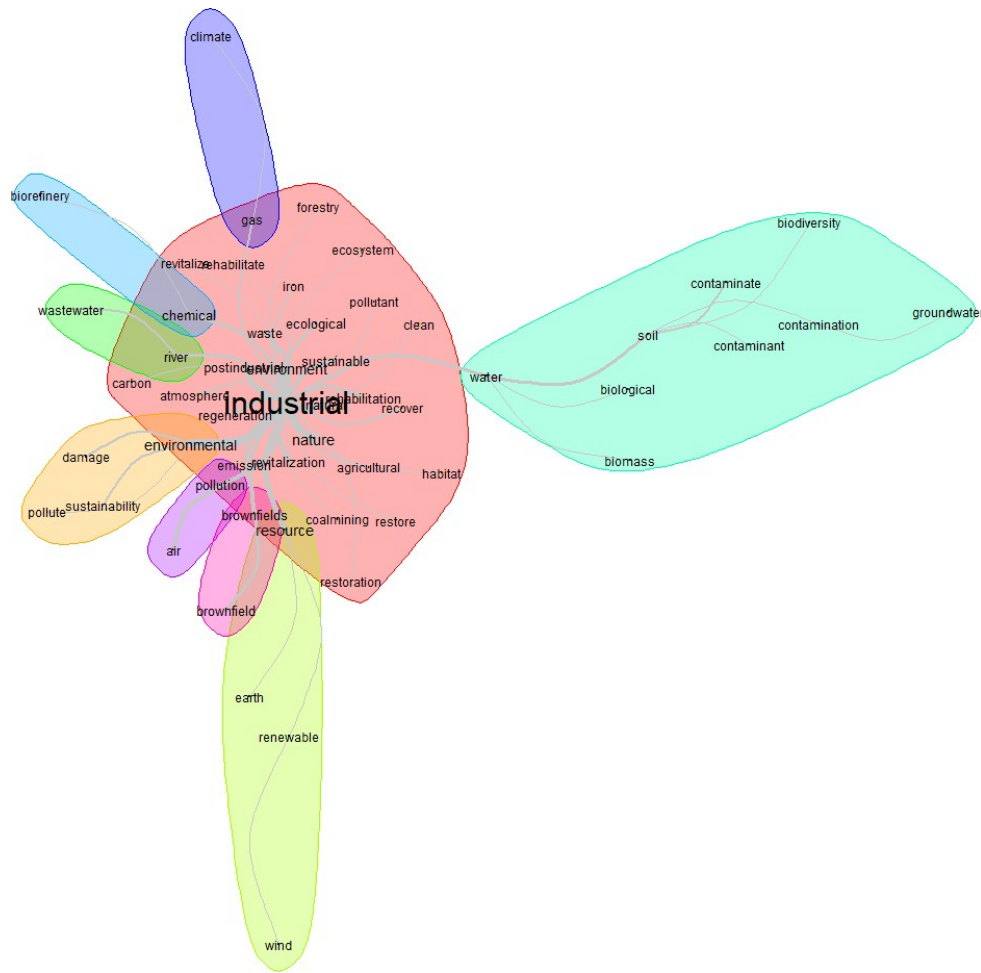 climate
biorefinery
forestry
gas
biodiversity
ecosystem
revitalize
rehabilitate
contaminate
iron
pollutant
wastewater
chemical
groundwater
waste
ecological
clean
contamination
soil
contaminant
river
sustainable
postindustrial
environment
water
carbon
biological
atmosphere
rehabilitation
Industrial
recover
regeneration
nature
environmental
damage
revitalization
biomass
emission
agricultural
habitat
pollution
pollute
sustainability
brownfields
coalmining
restore
resource
air
restoration
brownfield
earth
renewable
wind